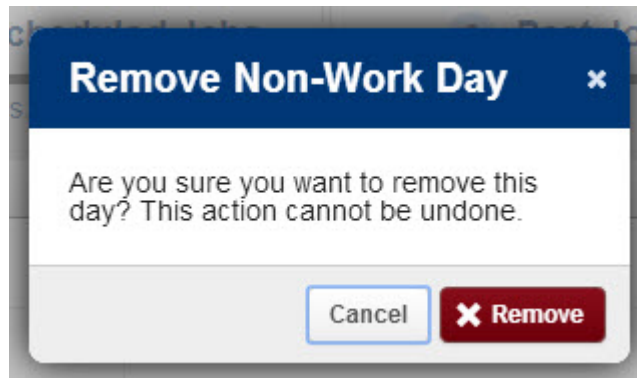 Remove Non-Work Day ×
Are you sure you want to remove this
day? This action cannot be undone.
Cancel
Remove